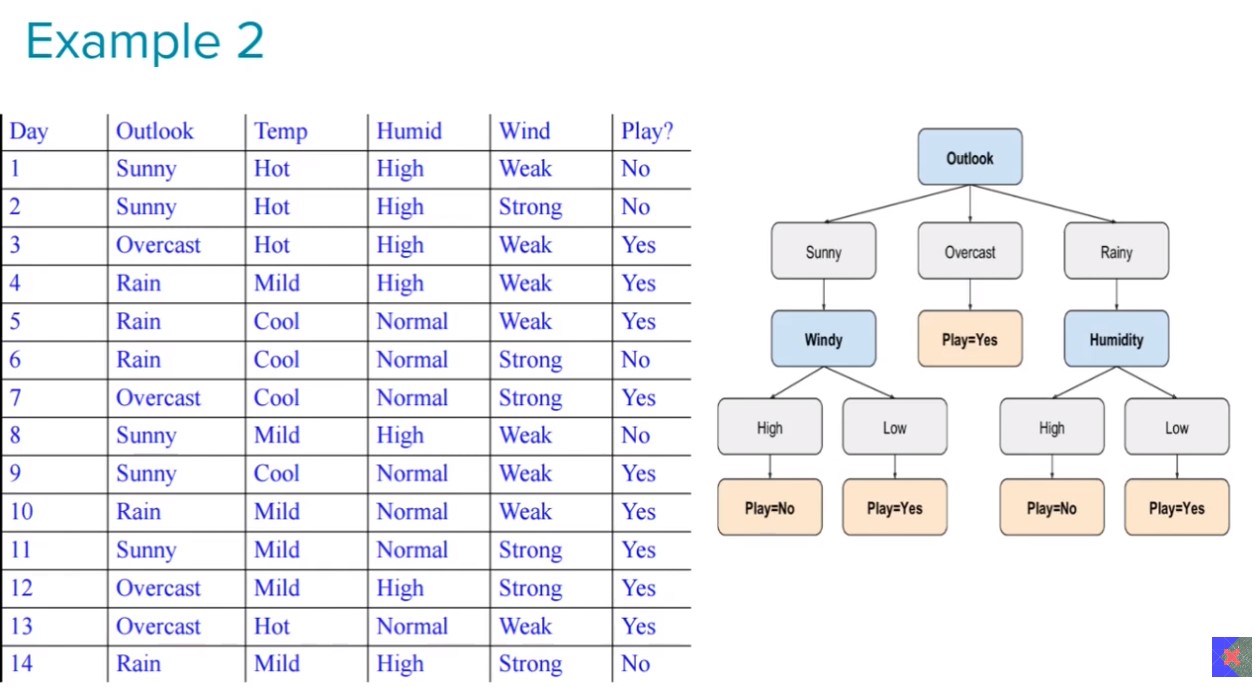 Example 2
Day Outlook Temp Humid Wind Play?
1 Sunny Hot High Weak No
2 Sunny Hot High Strong No
3 Overcast Hot High Weak Yes
4 Rain Mild High Weak Yes
5 Rain Cool Normal Weak Yes
6 Rain Cool Normal Strong No
7 Overcast Cool Normal Strong Yes
8 Sunny Mild High Weak No
9 Sunny Cool Normal Weak Yes
10 Rain Mild Normal Weak Yes
11 Sunny Mild Normal Strong Yes
12 Overcast Mild High Strong Yes
13 Overcast Hot Normal Weak Yes
14 Rain Mild High Strong No
Outlook
Sunny Overcast Rainy
Windy Play=Yes Humidity
High Low High Low
Play=No Play=Yes Play=No Play=Yes